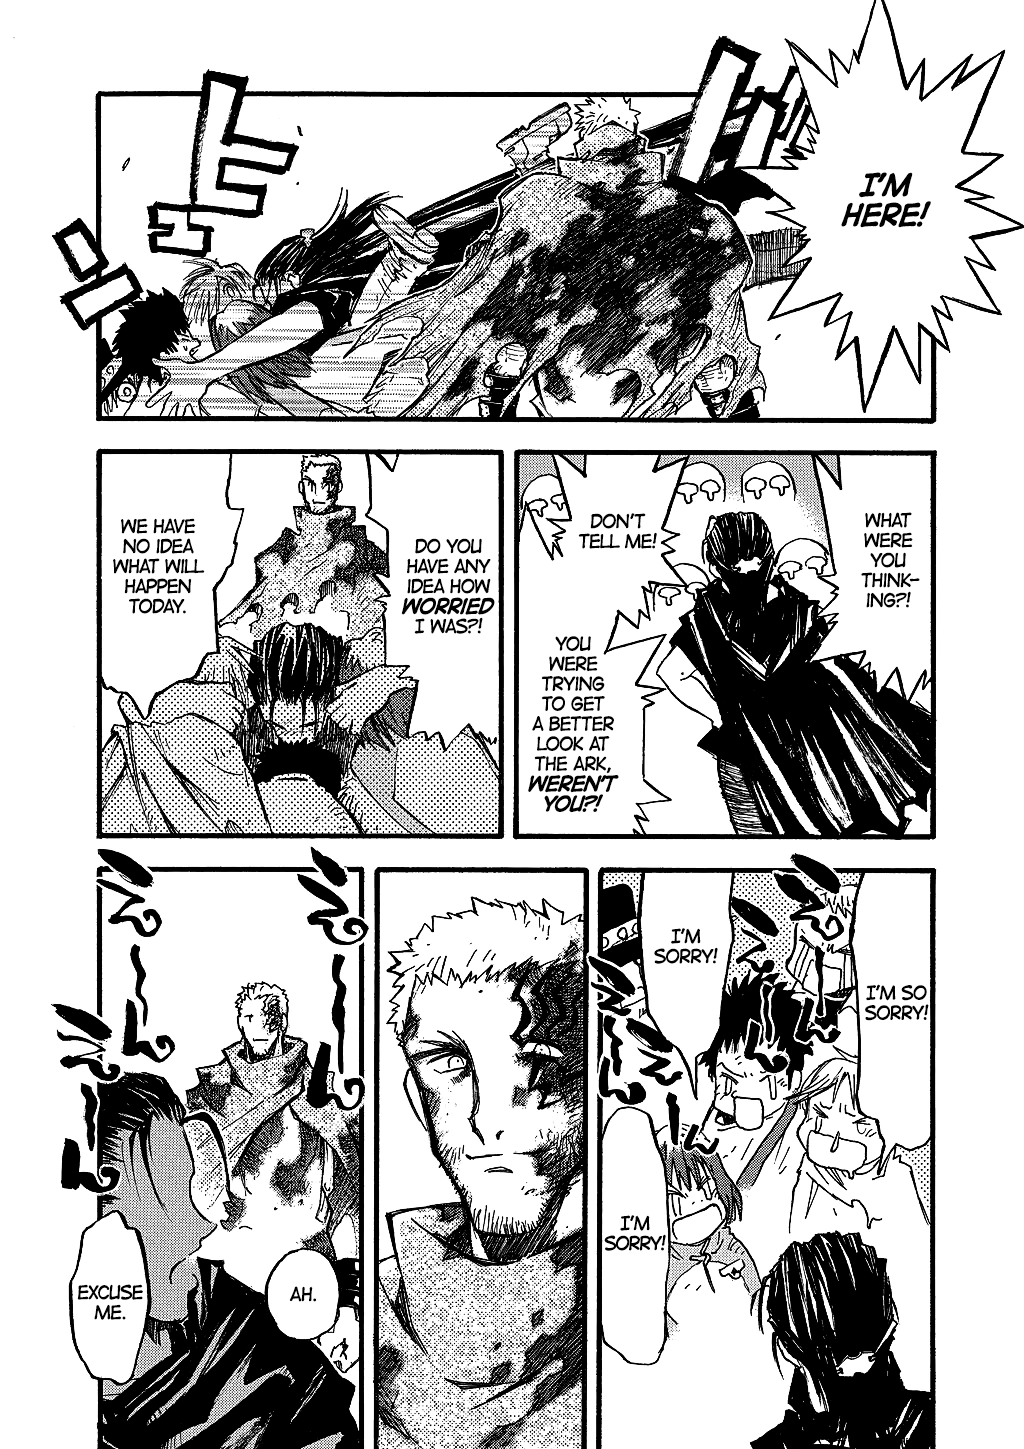 I'M
HERE!
WHAT
WERE
YOU
THINK-
ING?!
DON'T
TELL ME!
YOU
WERE
TRYING
TO GET
A BETTER
LOOK AT
THE ARK,
WEREN'T
YOU?!
DO YOU
HAVE ANY
IDEA HOW
WORRIED
I WAS?!
WE HAVE
NO IDEA
WHAT WILL
HAPPEN
TODAY.
I'M SO
SORRY!
I'M
SORRY!
I'M
SORRY!
AH.
EXCUSE
ME.